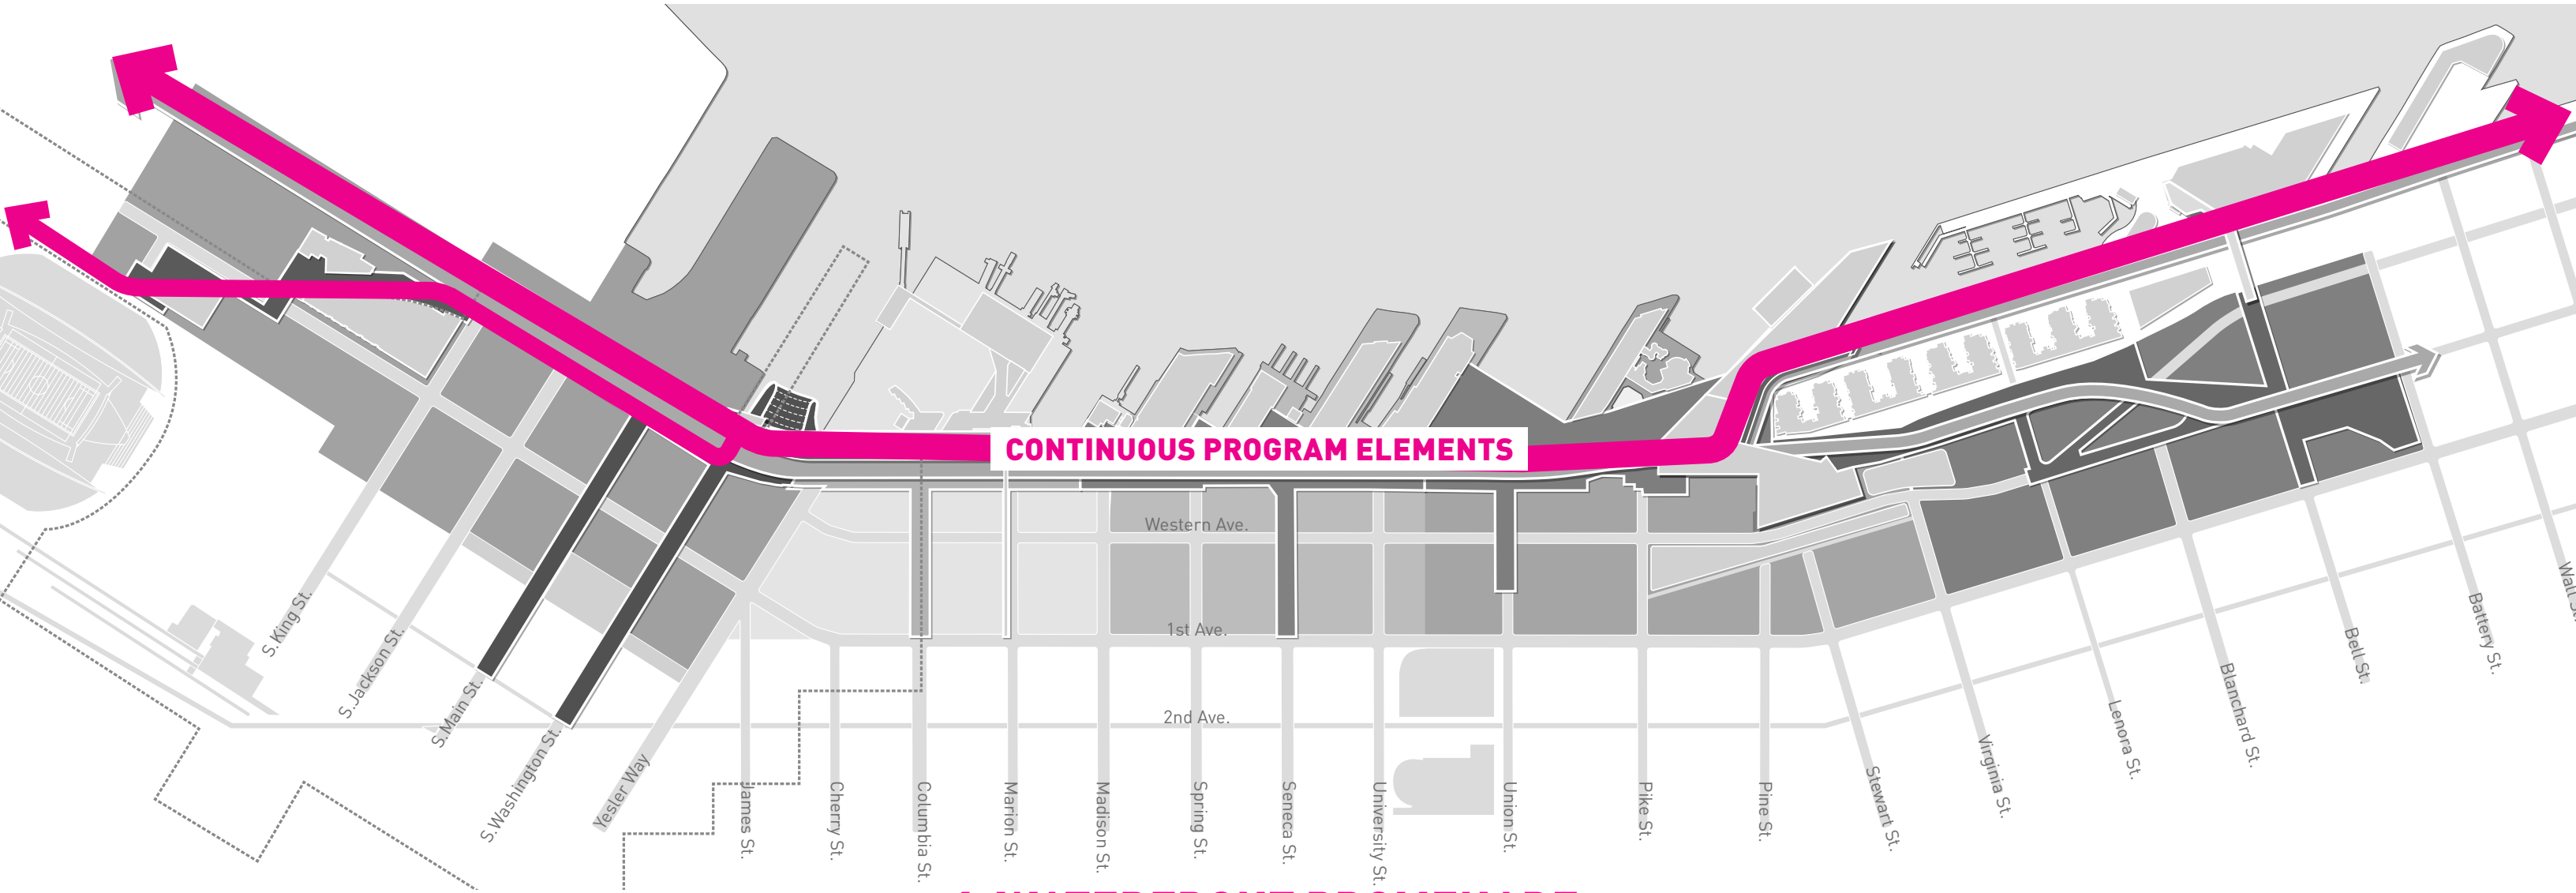 CONTINUOUS PROGRAM ELEMENTS
Western Ave.
1st Ave.
2nd Ave.
S. King St.
S. Jackson St.
S. Main St.
S. Washington St.
Yesler Way
James St.
Cherry St.
Columbia St.
Marion St.
Madison St.
Spring St.
Seneca St.
University St.
Union St.
Pike St.
Pine St.
Stewart St.
Virginia St.
Lenora St.
Blanchard St.
Bell St.
Battery St.